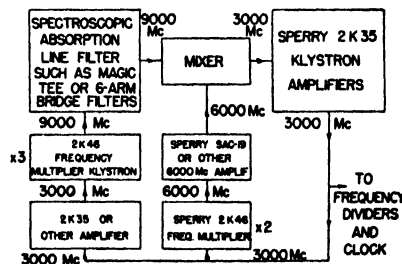 SPECTROSCOPIC
ABSORPTION
LINE FILTER
SUCH AS MAGIC
TEE OR 6-ARM
BRIDGE FILTERS
9000
Mc
MIXER
3000
Mc
SPERRY 2K35
KLYSTRON
AMPLIFIERS
9000 Mc
6000 Mc
3000 Mc
x3
2K46
FREQUENCY
MULTIPLIER KLYSTRON
SPERRY SAC-19
OR OTHER
6000 Mc AMPLIF
3000 Mc
6000 Mc
TO
FREQUENCY
DIVIDERS
AND
CLOCK
2K35 OR
OTHER AMPLIFIER
SPERRY 2K46
FREQ. MULTIPLIER
x2
3000 Mc
3000 Mc